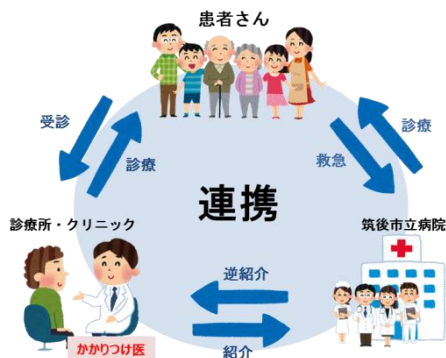 患者さん
受診
診療
診療
救急
連携
診療所・クリニック
筑後市立病院
逆紹介
紹介
かかりつけ医